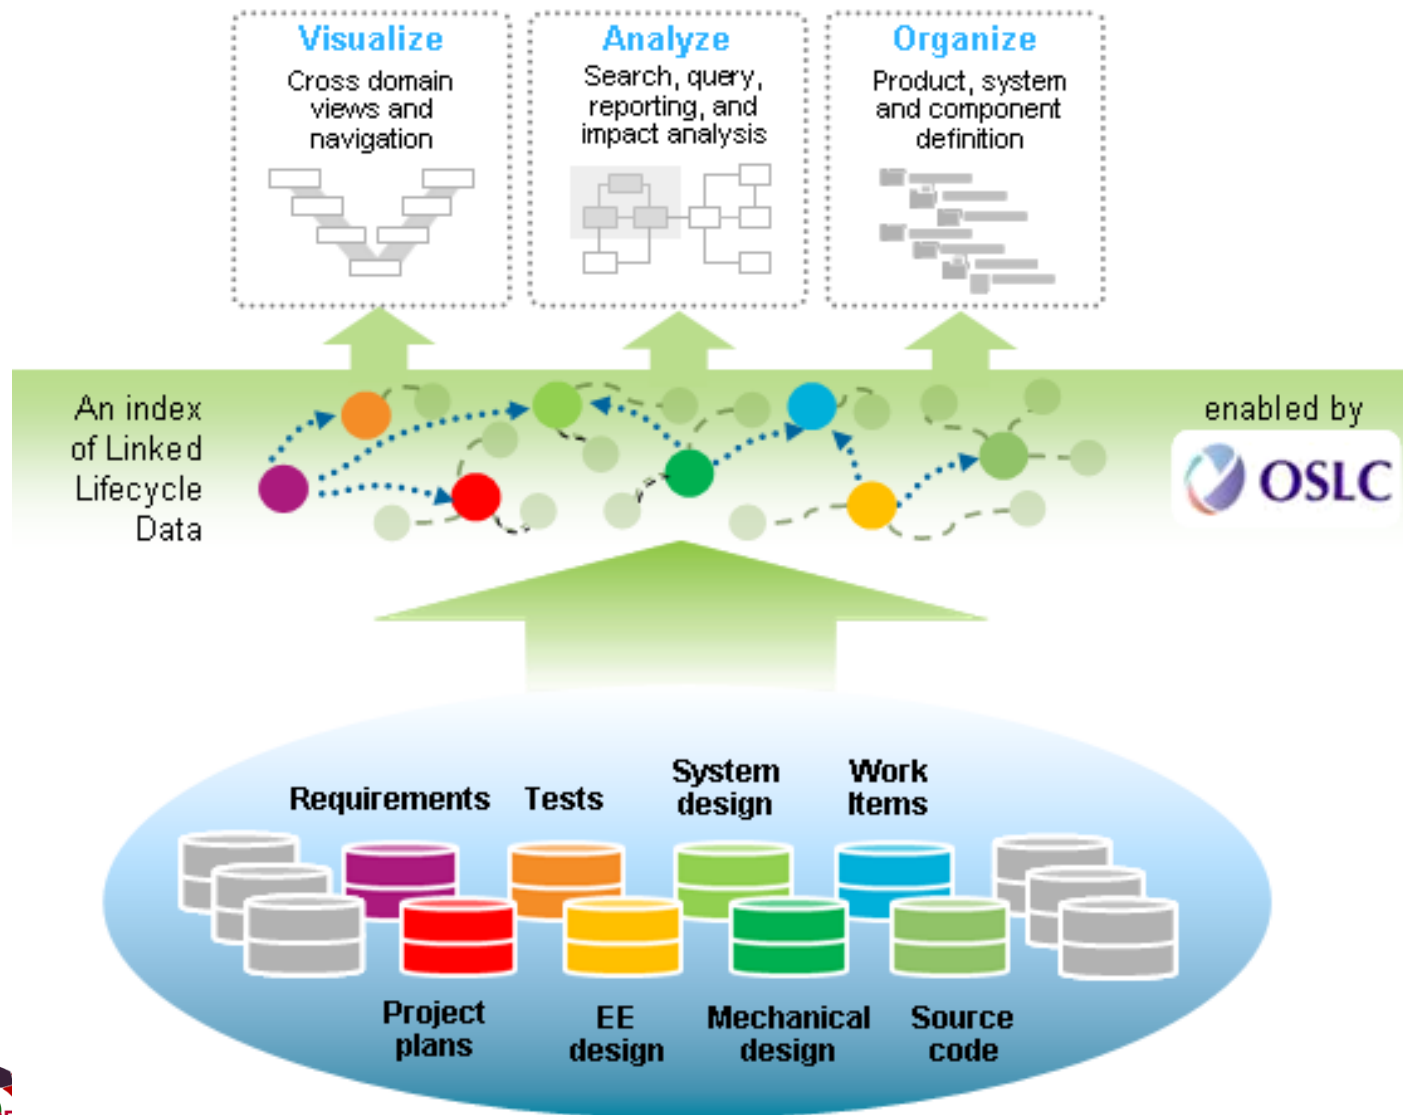 Visualize
Cross domain
views and
navigation
Analyze
Search, query,
reporting, and
impact analysis
Organize
Product, system
and component
definition
An index
of Linked
Lifecycle
Data
enabled by
OSLC
Requirements
Tests
System
design
Work
Items
Project
plans
EE
design
Mechanical
design
Source
code